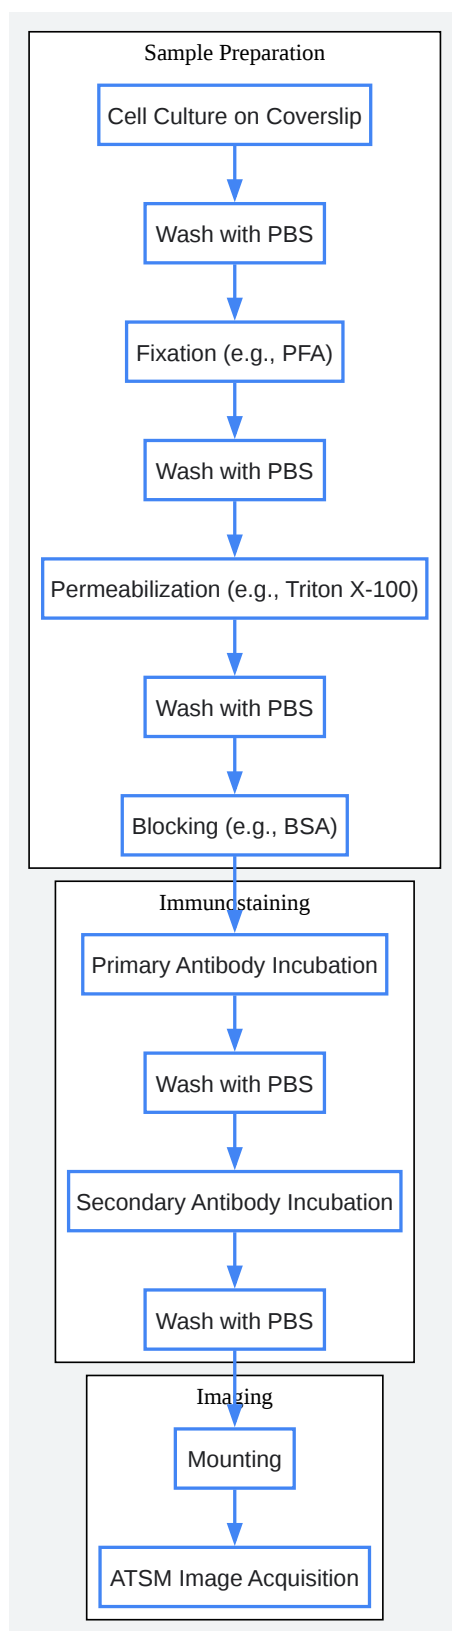 Sample Preparation
Cell Culture on Coverslip
Wash with PBS
Fixation (e.g., PFA)
Wash with PBS
Permeabilization (e.g., Triton X-100)
Wash with PBS
Blocking (e.g., BSA)
Immunostaining
Primary Antibody Incubation
Wash with PBS
Secondary Antibody Incubation
Wash with PBS
Imaging
Mounting
ATSM Image Acquisition